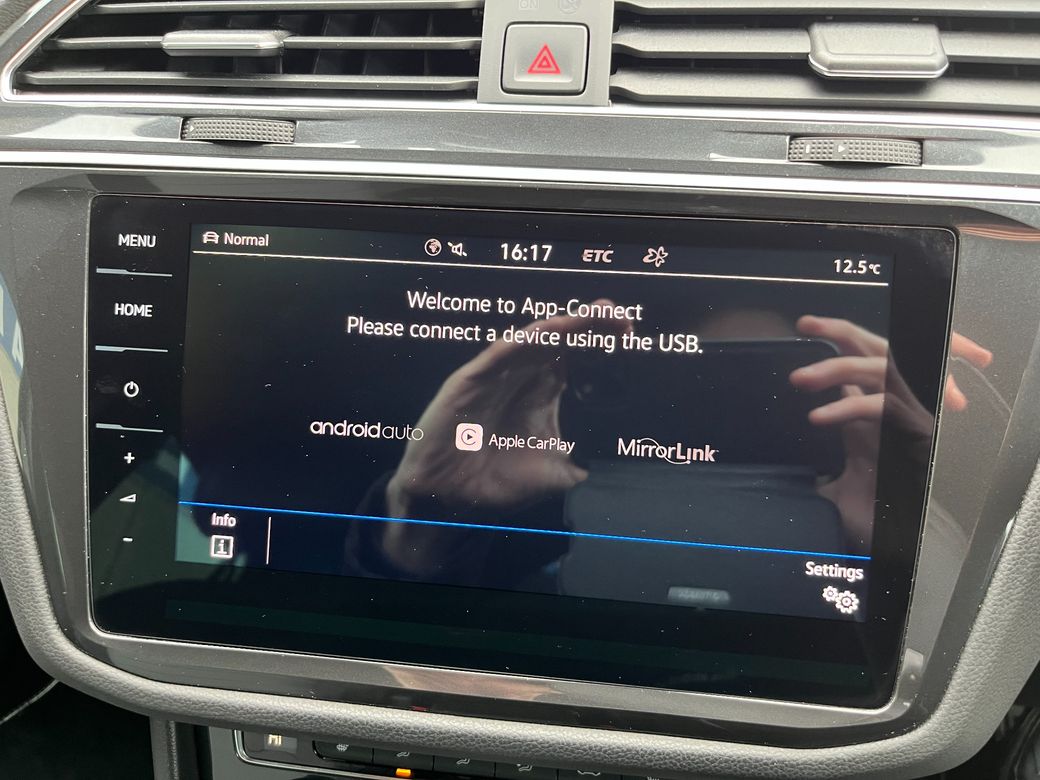 MENU
Normal
16:17
ETC
12.5°C
HOME
Welcome to App-Connect
Please connect a device using the USB.
androidauto
Apple CarPlay
MirrorLink™
+
-
Info
i
Settings